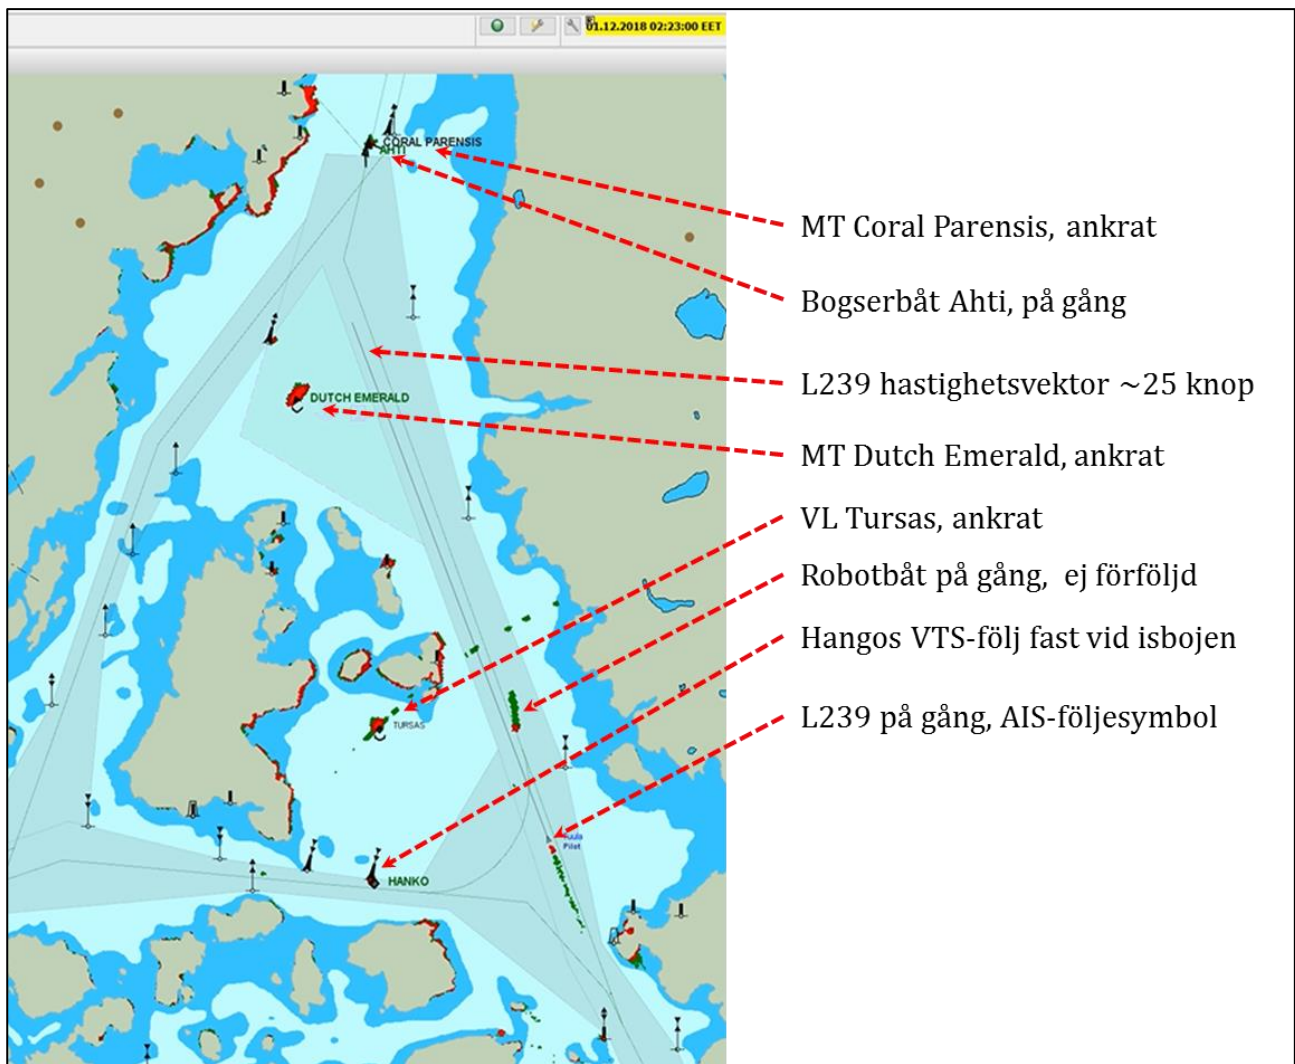 01.12.2018 02:23:00 EET
CORAL PARENSIS
AHTI
MT Coral Parensis, ankrat
Bogserbåt Ahti, på gång
L239 hastighetsvektor ~25 knop
DUTCH EMERALD
MT Dutch Emerald, ankrat
VL Tursas, ankrat
Robotbåt på gång, ej förföljd
Hangos VTS-följ fast vid isbojen
TURSAS
L239 på gång, AIS-följesymbol
Pilot
HANKO